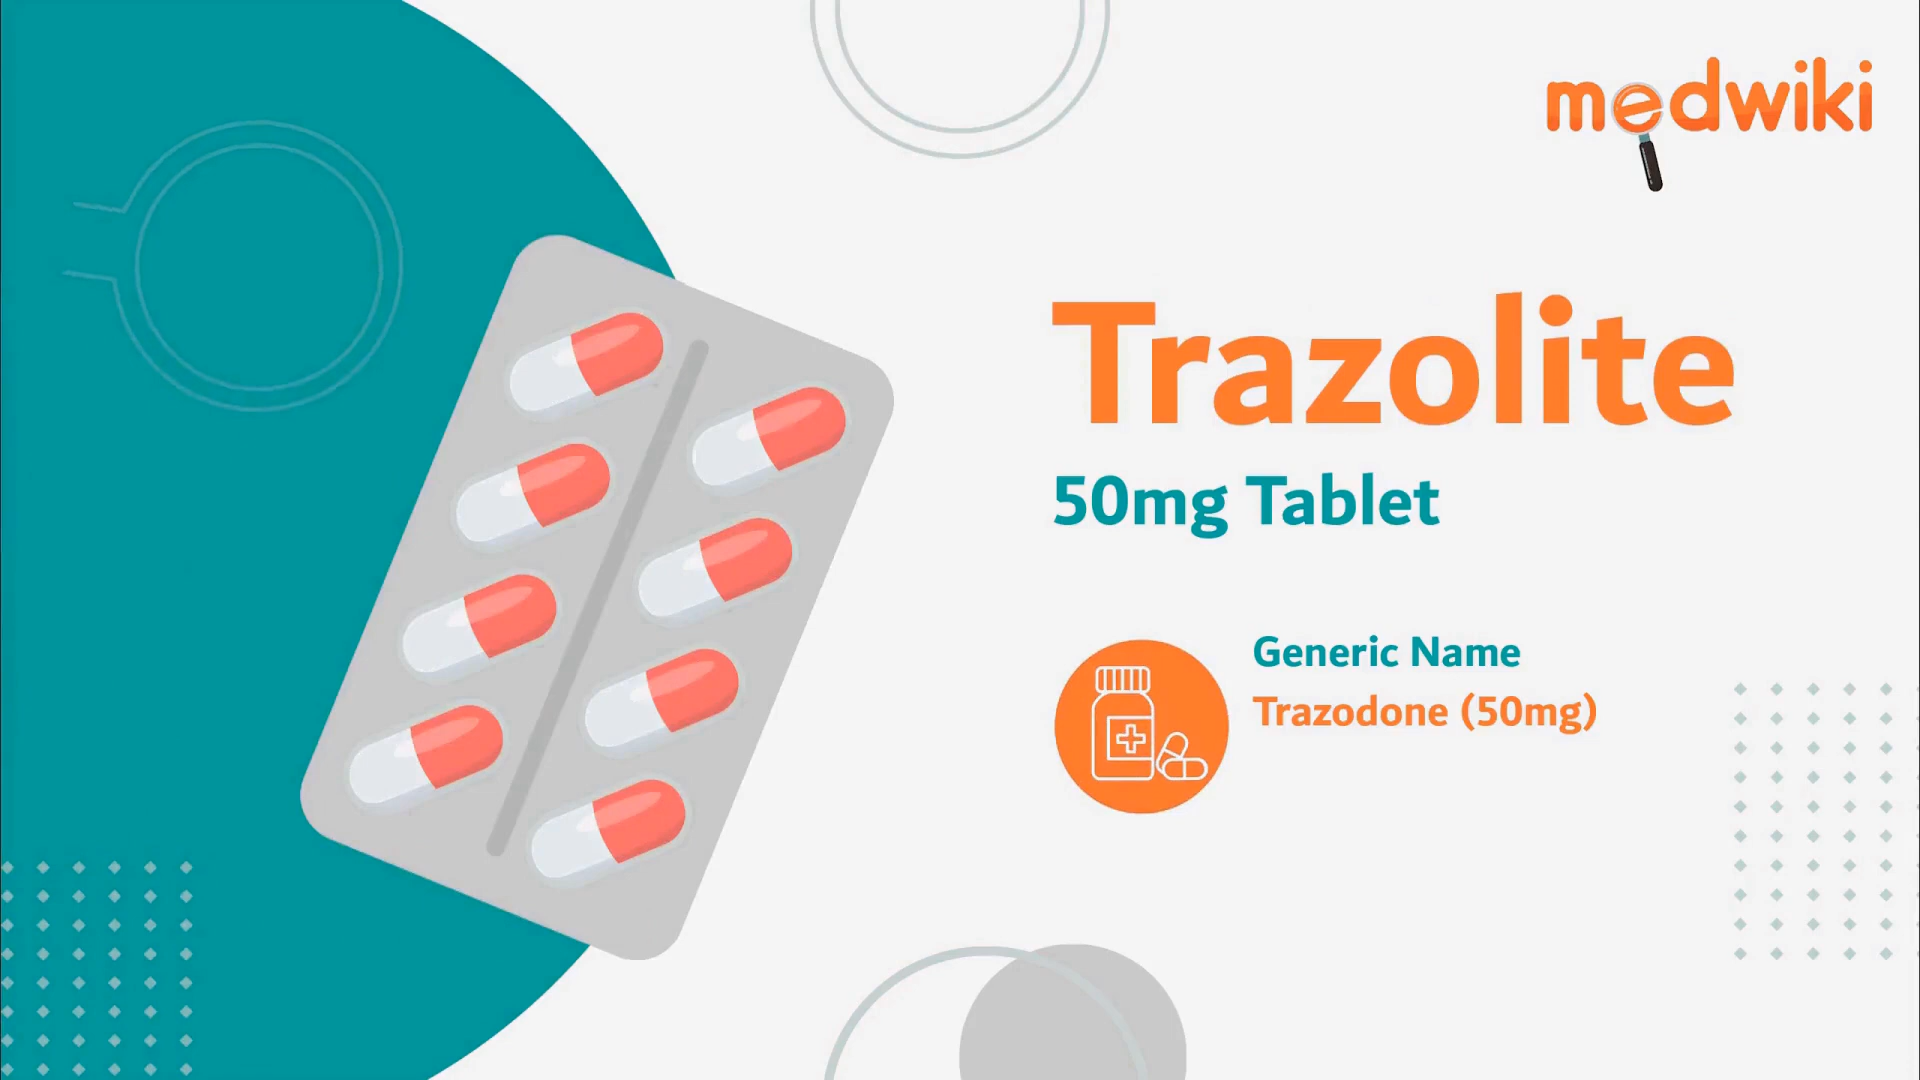 medwiki
Trazolite
50mg Tablet
Generic Name
Trazodone (50mg)